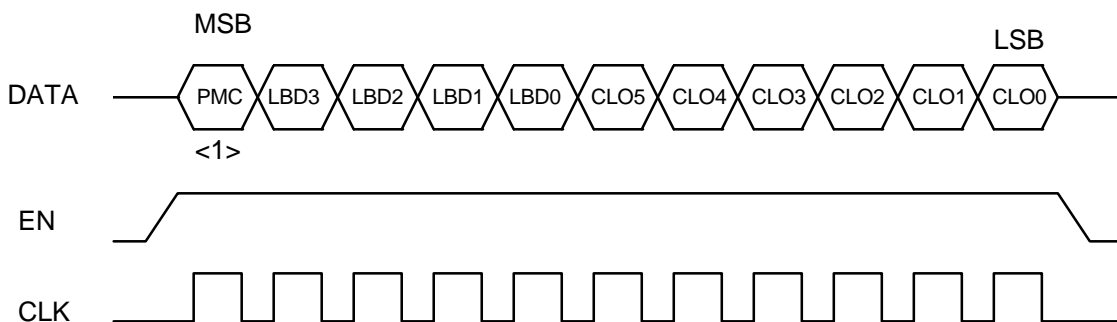 MSB
LSB
DATA PMC LBD3 LBD2 LBD1 LBD0 CLO5 CLO4 CLO3 CLO2 CLO1 CLO0
<1>
EN
CLK